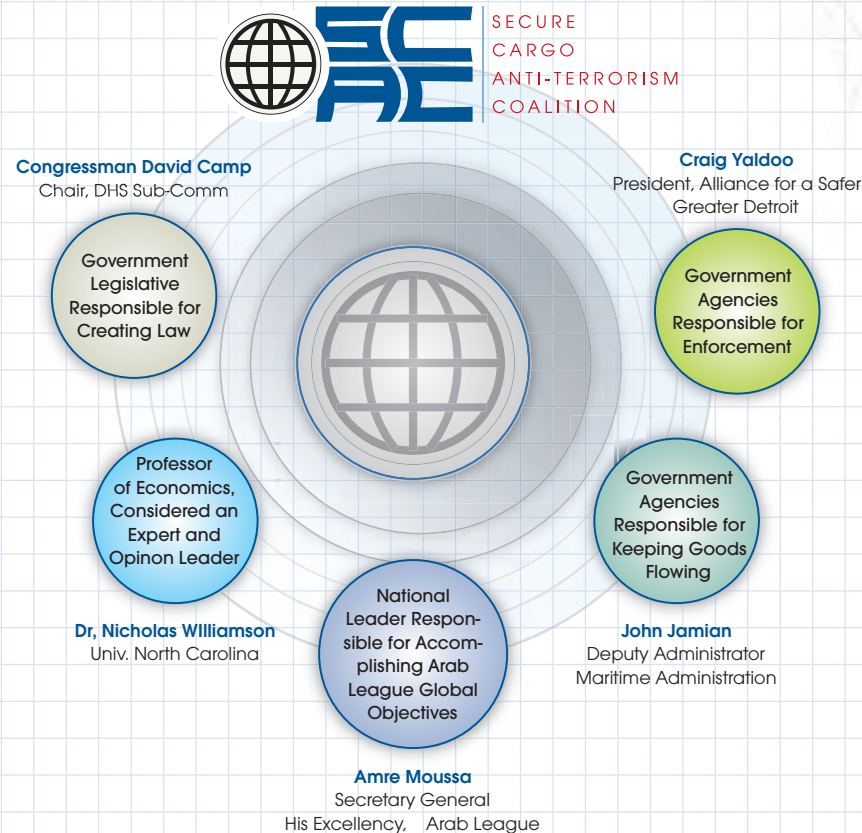 SCAC
SECURE
CARGO
ANTI-TERRORISM
COALITION
Congressman David Camp
Chair, DHS Sub-Comm
Government
Legislative
Responsible for
Creating Law
Craig Yaldoo
President, Alliance for a Safer
Greater Detroit
Government
Agencies
Responsible for
Enforcement
Professor
of Economics,
Considered an
Expert and
Opinon Leader
Dr, Nicholas WIlliamson
Univ. North Carolina
Government
Agencies
Responsible for
Keeping Goods
Flowing
John Jamian
Deputy Administrator
Maritime Administration
National
Leader Respon-
sible for Accom-
plishing Arab
League Global
Objectives
Amre Moussa
Secretary General
His Excellency, Arab League